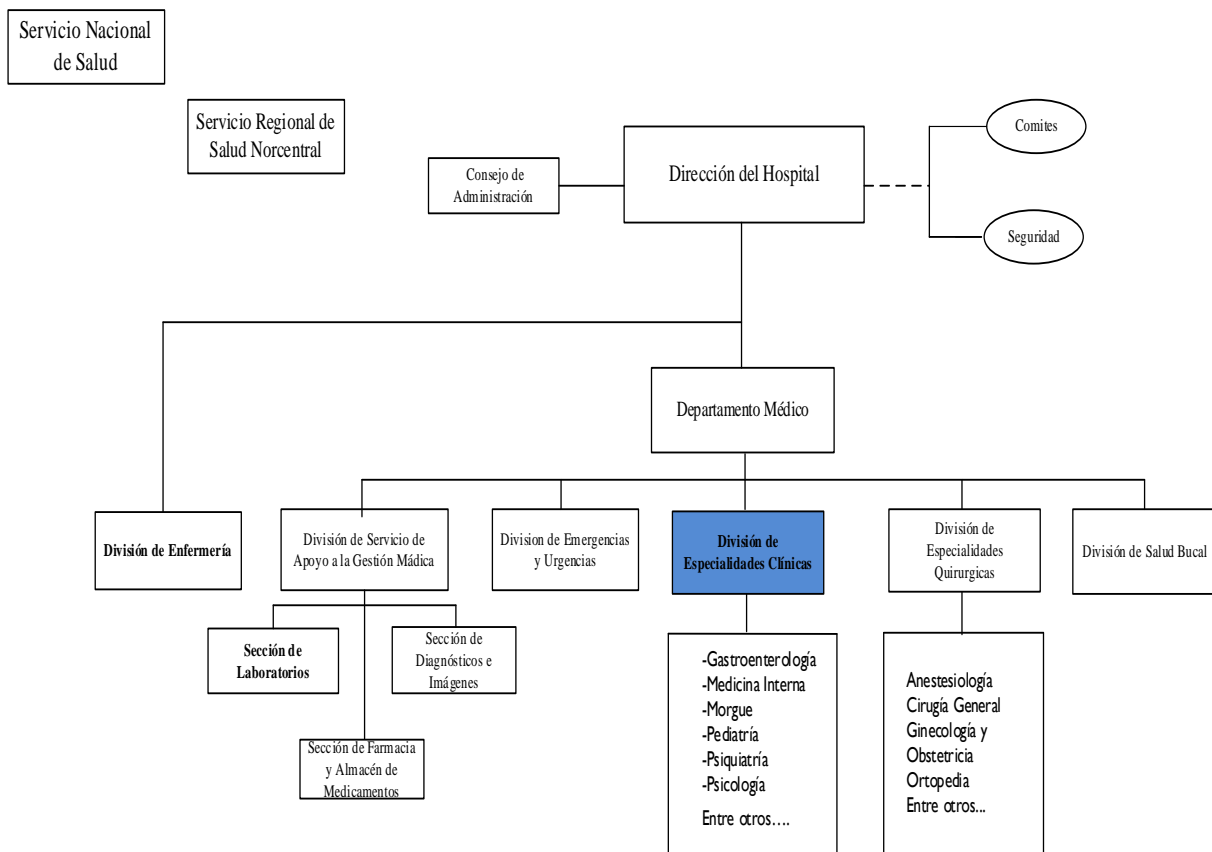 Servicio Nacional
de Salud
Servicio Regional de
Salud Norcentral
Consejo de
Administración
Dirección del Hospital
Comites
Seguridad
Departamento Médico
División de Enfermería
División de Servicio de
Apoyo a la Gestión Mádica
Division de Emergencias
y Urgencias
División de
Especialidades Clínicas
División de
Especialidades
Quirurgicas
División de Salud Bucal
Sección de
Laboratorios
Sección de
Diagnósticos e
Imágenes
Sección de Farmacia
y Almacén de
Medicamentos
-Gastroenterología
-Medicina Interna
-Morgue
-Pediatría
-Psiquiatría
-Psicología
Entre otros….
Anestesiología
Cirugía General
Ginecología y
Obstetricia
Ortopedia
Entre otros...